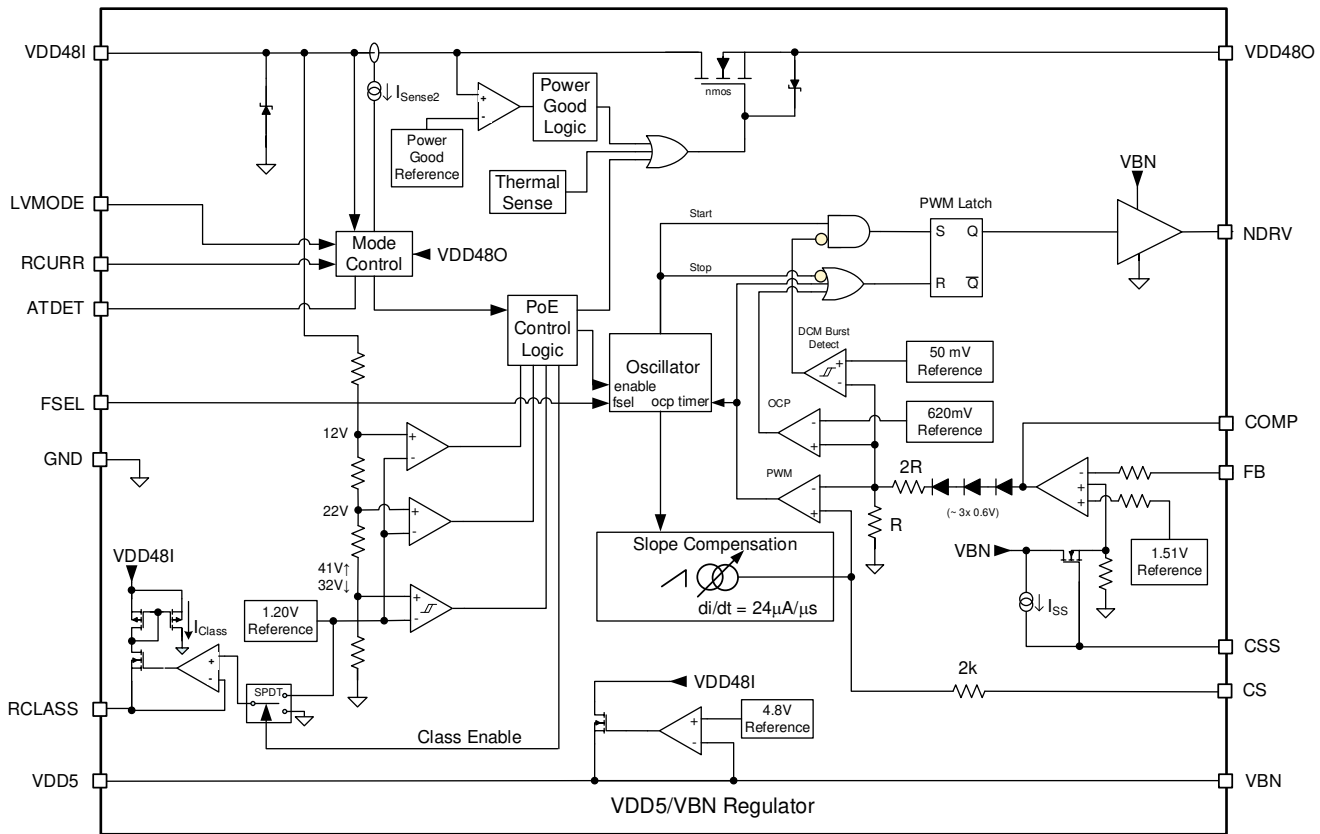 VDD48I
VDD48O
ISense2
nmos
Power
Good
Logic
Power
Good
Reference
Thermal
Sense
VBN
LVMODE
Start
PWM Latch
Mode
Control
VDD48O
S Q
NDRV
RCURR
Stop
R Q
ATDET
PoE
Control
Logic
DCM Burst
Detect
50 mV
Reference
Oscillator
enable
fsel ocp timer
FSEL
OCP
620mV
Reference
COMP
12V
GND
PWM
2R
FB
(~ 3x 0.6V)
22V
R
VDD48I
Slope Compensation
VBN
1.51V
Reference
41V↑
32V↓
di/dt = 24µA/µs
ISS
1.20V
Reference
IClass
CSS
2k
SPDT
VDD48I
CS
RCLASS
4.8V
Reference
Class Enable
VDD5
VBN
VDD5/VBN Regulator
+
-
+
-
+
-
+
-
+
-
+
-
-
+
-
+
-
+
+
+
-